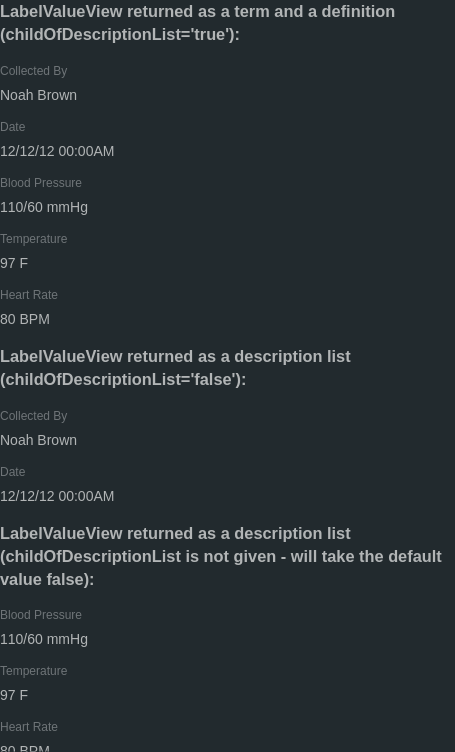 LabelValueView returned as a term and a definition
(childOfDescriptionList='true'):
Collected By
Noah Brown
Date
12/12/12 00:00AM
Blood Pressure
110/60 mmHg
Temperature
97 F
Heart Rate
80 BPM
LabelValueView returned as a description list
(childOfDescriptionList='false'):
Collected By
Noah Brown
Date
12/12/12 00:00AM
LabelValueView returned as a description list
(childOfDescriptionList is not given - will take the default
value false):
Blood Pressure
110/60 mmHg
Temperature
97 F
Heart Rate
80 BPM